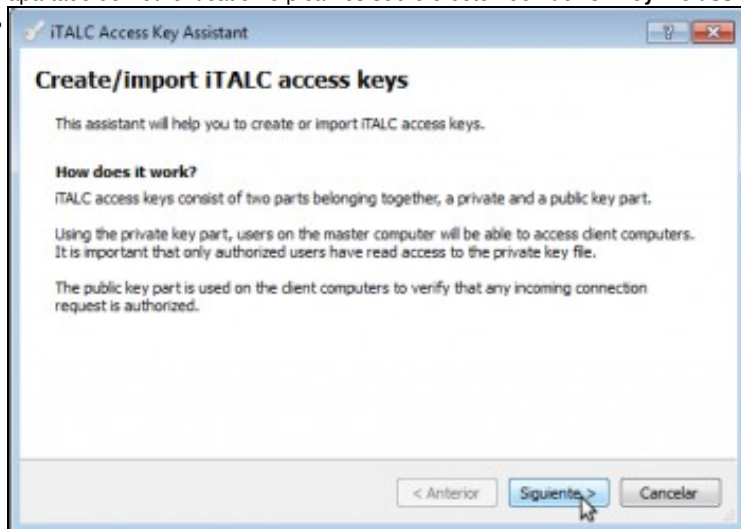 iTALC Access Key Assistant
Create/import iTALC access keys
This assistant will help you to create or import iTALC access keys.
How does it work?
iTALC access keys consist of two parts belonging together, a private and a public key part.
Using the private key part, users on the master computer will be able to access client computers.
It is important that only authorized users have read access to the private key file.
The public key part is used on the client computers to verify that any incoming connection
request is authorized.
< Anterior Siguiente > Cancelar